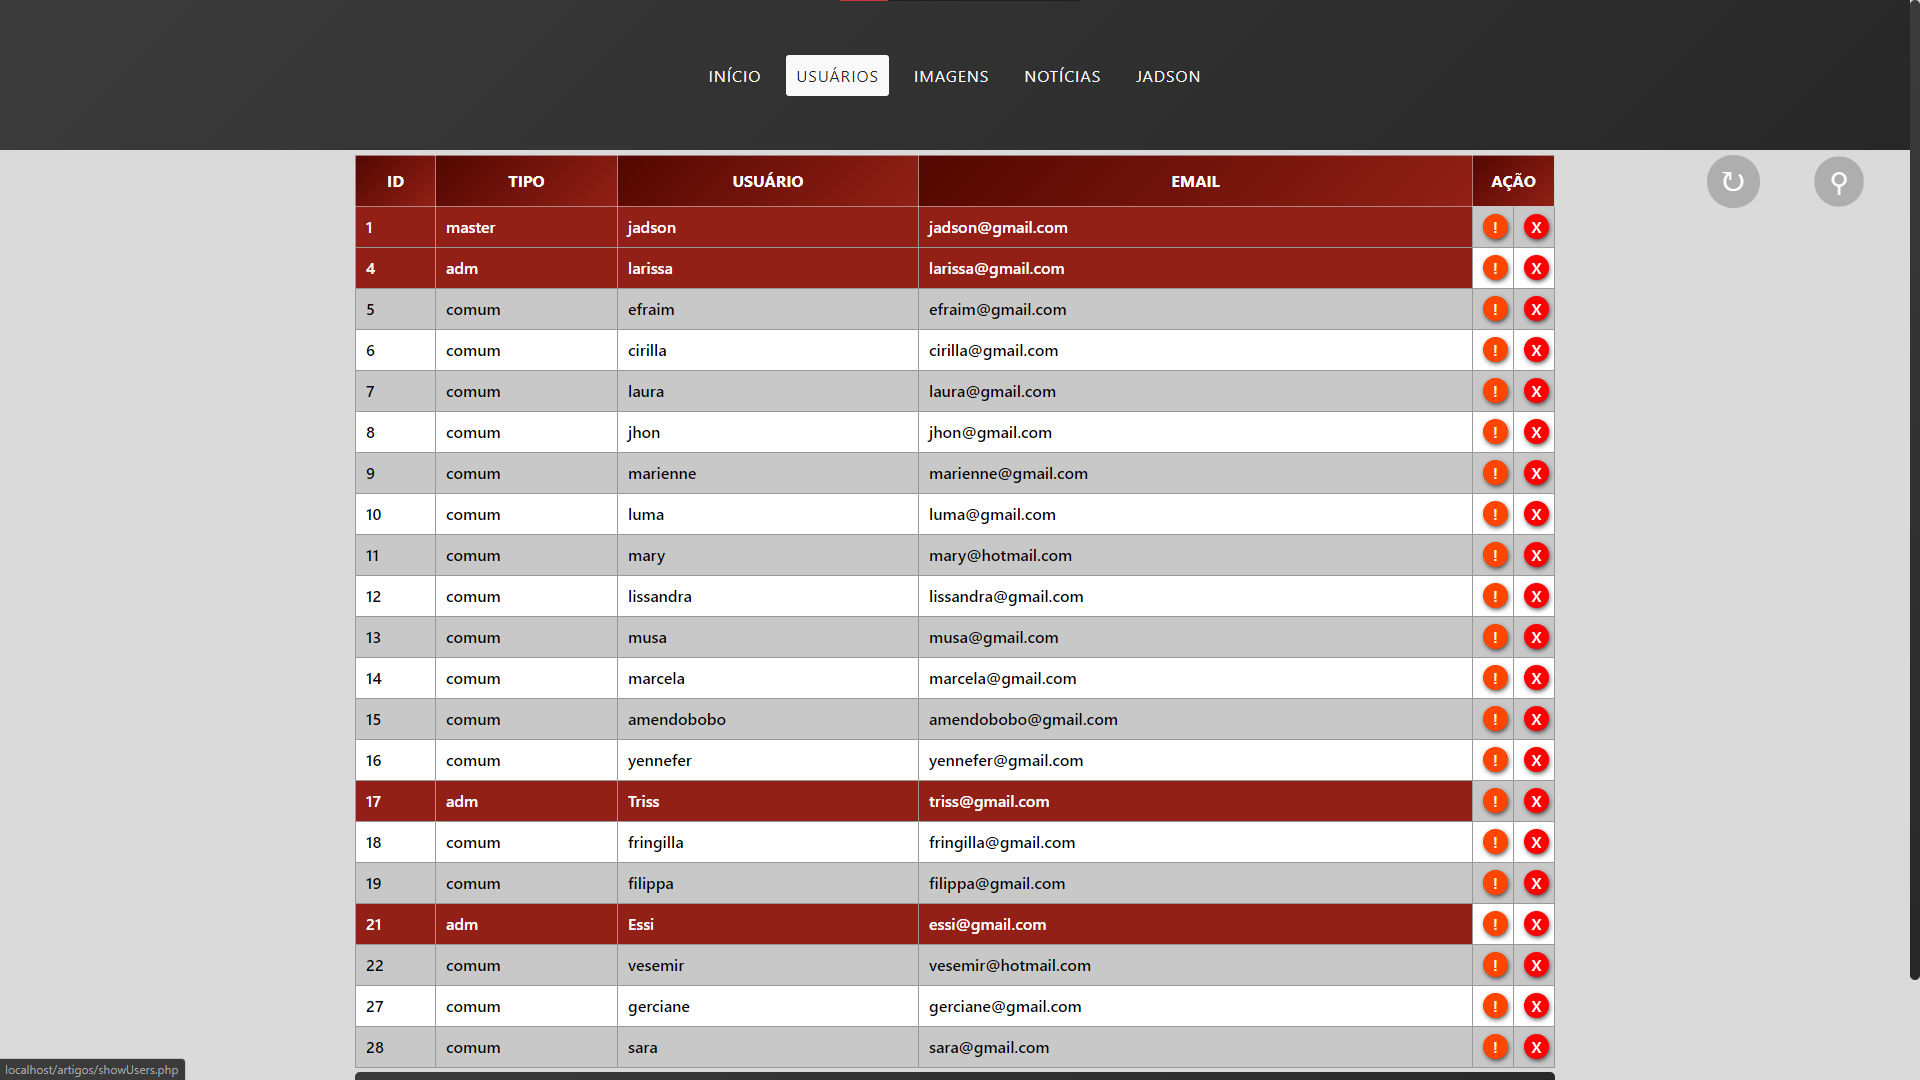 INÍCIO USUÁRIOS IMAGENS NOTÍCIAS JADSON
ID TIPO USUÁRIO EMAIL AÇÃO
1 master jadson jadson@gmail.com ! X
4 adm larissa larissa@gmail.com ! X
5 comum efraim efraim@gmail.com ! X
6 comum cirilla cirilla@gmail.com ! X
7 comum laura laura@gmail.com ! X
8 comum jhon jhon@gmail.com ! X
9 comum marienne marienne@gmail.com ! X
10 comum luma luma@gmail.com ! X
11 comum mary mary@hotmail.com ! X
12 comum lissandra lissandra@gmail.com ! X
13 comum musa musa@gmail.com ! X
14 comum marcela marcela@gmail.com ! X
15 comum amendobobo amendobobo@gmail.com ! X
16 comum yennefer yennefer@gmail.com ! X
17 adm Triss triss@gmail.com ! X
18 comum fringilla fringilla@gmail.com ! X
19 comum filippa filippa@gmail.com ! X
21 adm Essi essi@gmail.com ! X
22 comum vesemir vesemir@hotmail.com ! X
27 comum gerciane gerciane@gmail.com ! X
28 comum sara sara@gmail.com ! X
localhost/artigos/showUsers.php